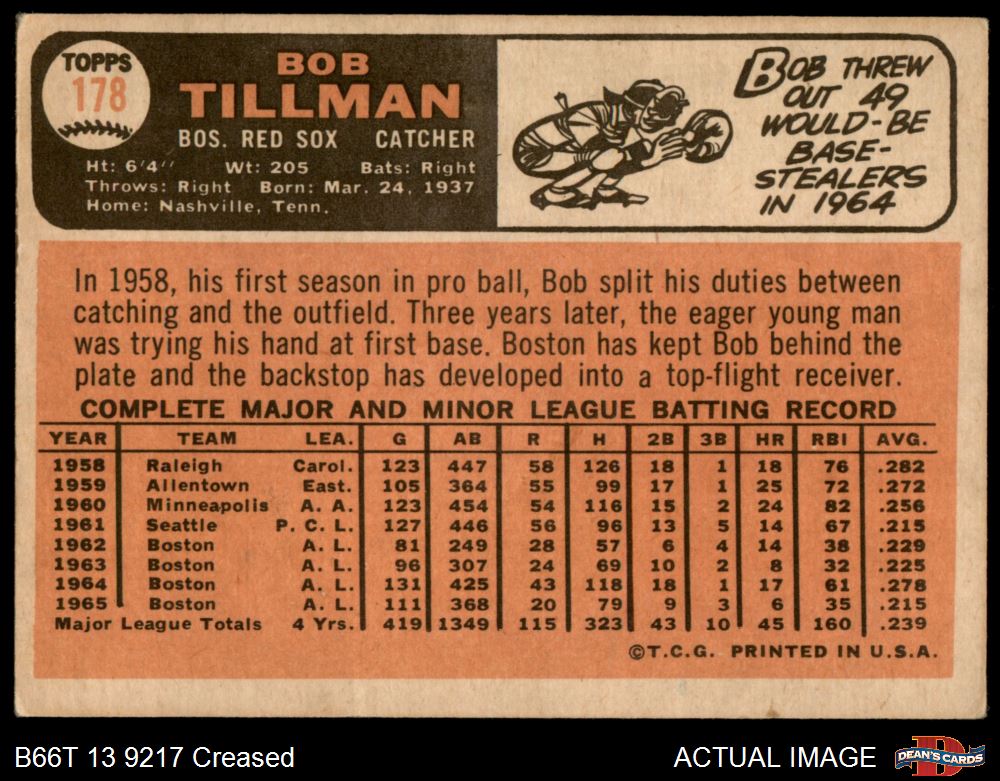 TOPPS
178
BOB
TILLMAN
BOS. RED SOX CATCHER
Ht: 6'4'' Wt: 205 Bats: Right
Throws: Right Born: Mar. 24, 1937
Home: Nashville, Tenn.
BOB THREW
OUT 49
WOULD-BE
BASE-
STEALERS
IN 1964
In 1958, his first season in pro ball, Bob split his duties between
catching and the outfield. Three years later, the eager young man
was trying his hand at first base. Boston has kept Bob behind the
plate and the backstop has developed into a top-flight receiver.
COMPLETE MAJOR AND MINOR LEAGUE BATTING RECORD
YEAR TEAM LEA. G AB R H 2B 3B HR RBI AVG.
1958 Raleigh Carol. 123 447 58 126 18 1 18 76 .282
1959 Allentown East. 105 364 55 99 17 1 25 72 .272
1960 Minneapolis A. A. 123 454 54 116 15 2 24 82 .256
1961 Seattle P. C. L. 127 446 56 96 13 5 14 67 .215
1962 Boston A. L. 81 249 28 57 6 4 14 38 .229
1963 Boston A. L. 96 307 24 69 10 2 8 32 .225
1964 Boston A. L. 131 425 43 118 18 1 17 61 .278
1965 Boston A. L. 111 368 20 79 9 3 6 35 .215
Major League Totals 4 Yrs. 419 1349 115 323 43 10 45 160 .239
©T.C.G. PRINTED IN U.S.A.
B66T 13 9217 Creased
ACTUAL IMAGE
D
DEAN'S CARDS